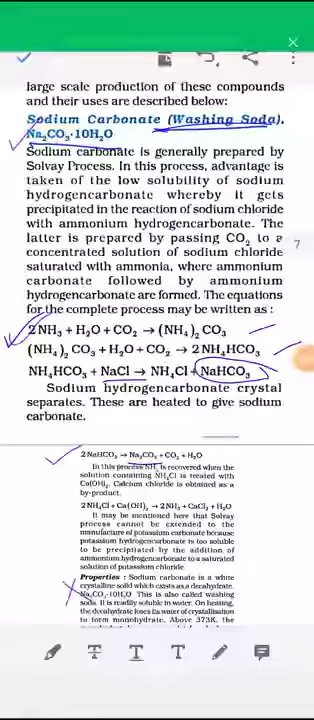 large scale production of these compounds
and their uses are described below:
Sodium Carbonate (Washing Soda),
Na₂CO₃·10H₂O
Sodium carbonate is generally prepared by
Solvay Process. In this process, advantage is
taken of the low solubility of sodium
hydrogencarbonate whereby it gets
precipitated in the reaction of sodium chloride
with ammonium hydrogencarbonate. The
latter is prepared by passing CO₂ to a
concentrated solution of sodium chloride
saturated with ammonia, where ammonium
carbonate followed by ammonium
hydrogencarbonate are formed. The equations
for the complete process may be written as :
2 NH₃ + H₂O + CO₂ → (NH₄)₂ CO₃
(NH₄)₂ CO₃ + H₂O + CO₂ → 2 NH₄HCO₃
NH₄HCO₃ + NaCl → NH₄Cl + NaHCO₃
Sodium hydrogencarbonate crystal
separates. These are heated to give sodium
carbonate.
7
2 NaHCO₃ → Na₂CO₃ + CO₂ + H₂O
In this process NH₃ is recovered when the
solution containing NH₄Cl is treated with
Ca(OH)₂. Calcium chloride is obtained as a
by-product.
2 NH₄Cl + Ca(OH)₂ → 2 NH₃ + CaCl₂ + H₂O
It may be mentioned here that Solvay
process cannot be extended to the
manufacture of potassium carbonate because
potassium hydrogencarbonate is too soluble
to be precipitated by the addition of
ammonium hydrogencarbonate to a saturated
solution of potassium chloride.
Properties : Sodium carbonate is a white
crystalline solid which exists as a decahydrate,
Na₂CO₃·10H₂O This is also called washing
soda. It is readily soluble in water. On heating,
the decahydrate loses its water of crystallisation
to form monohydrate. Above 373K, the